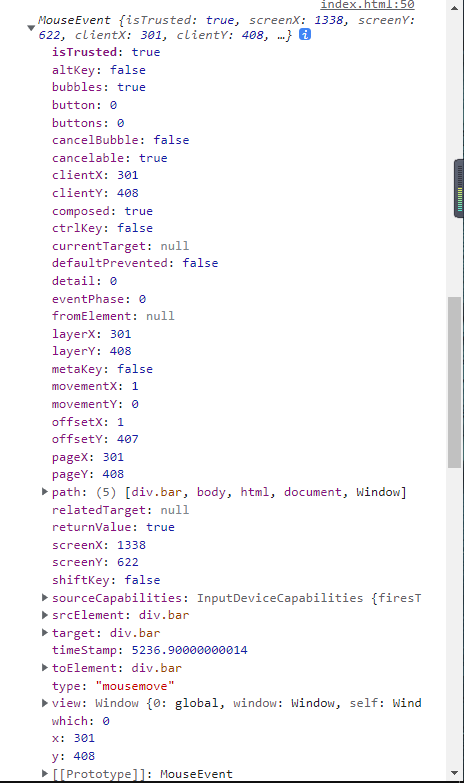 index.html:50
MouseEvent {isTrusted: true, screenX: 1338, screenY:
622, clientX: 301, clientY: 408, …} i
isTrusted: true
altKey: false
bubbles: true
button: 0
buttons: 0
cancelBubble: false
cancelable: true
clientX: 301
clientY: 408
composed: true
ctrlKey: false
currentTarget: null
defaultPrevented: false
detail: 0
eventPhase: 0
fromElement: null
layerX: 301
layerY: 408
metaKey: false
movementX: 1
movementY: 0
offsetX: 1
offsetY: 407
pageX: 301
pageY: 408
path: (5) [div.bar, body, html, document, Window]
relatedTarget: null
returnValue: true
screenX: 1338
screenY: 622
shiftKey: false
sourceCapabilities: InputDeviceCapabilities {firesT
srcElement: div.bar
target: div.bar
timeStamp: 5236.90000000014
toElement: div.bar
type: "mousemove"
view: Window {0: global, window: Window, self: Wind
which: 0
x: 301
y: 408
[[Prototype]]: MouseEvent